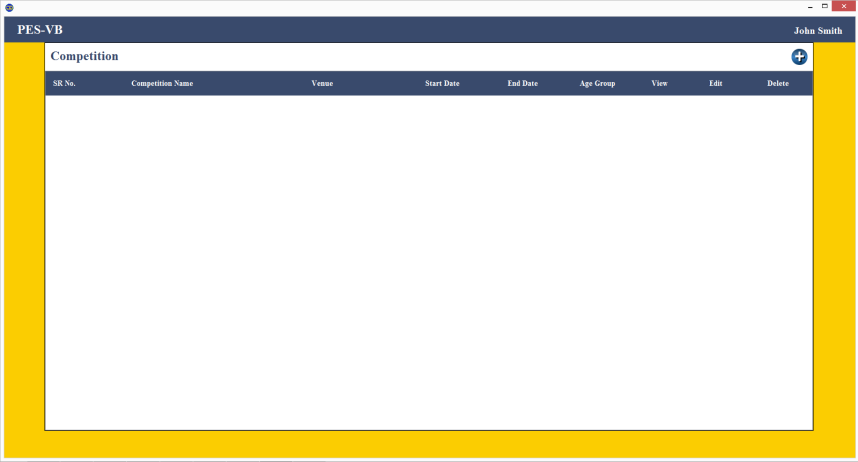 PES-VB John Smith
Competition
SR No. Competition Name Venue Start Date End Date Age Group View Edit Delete